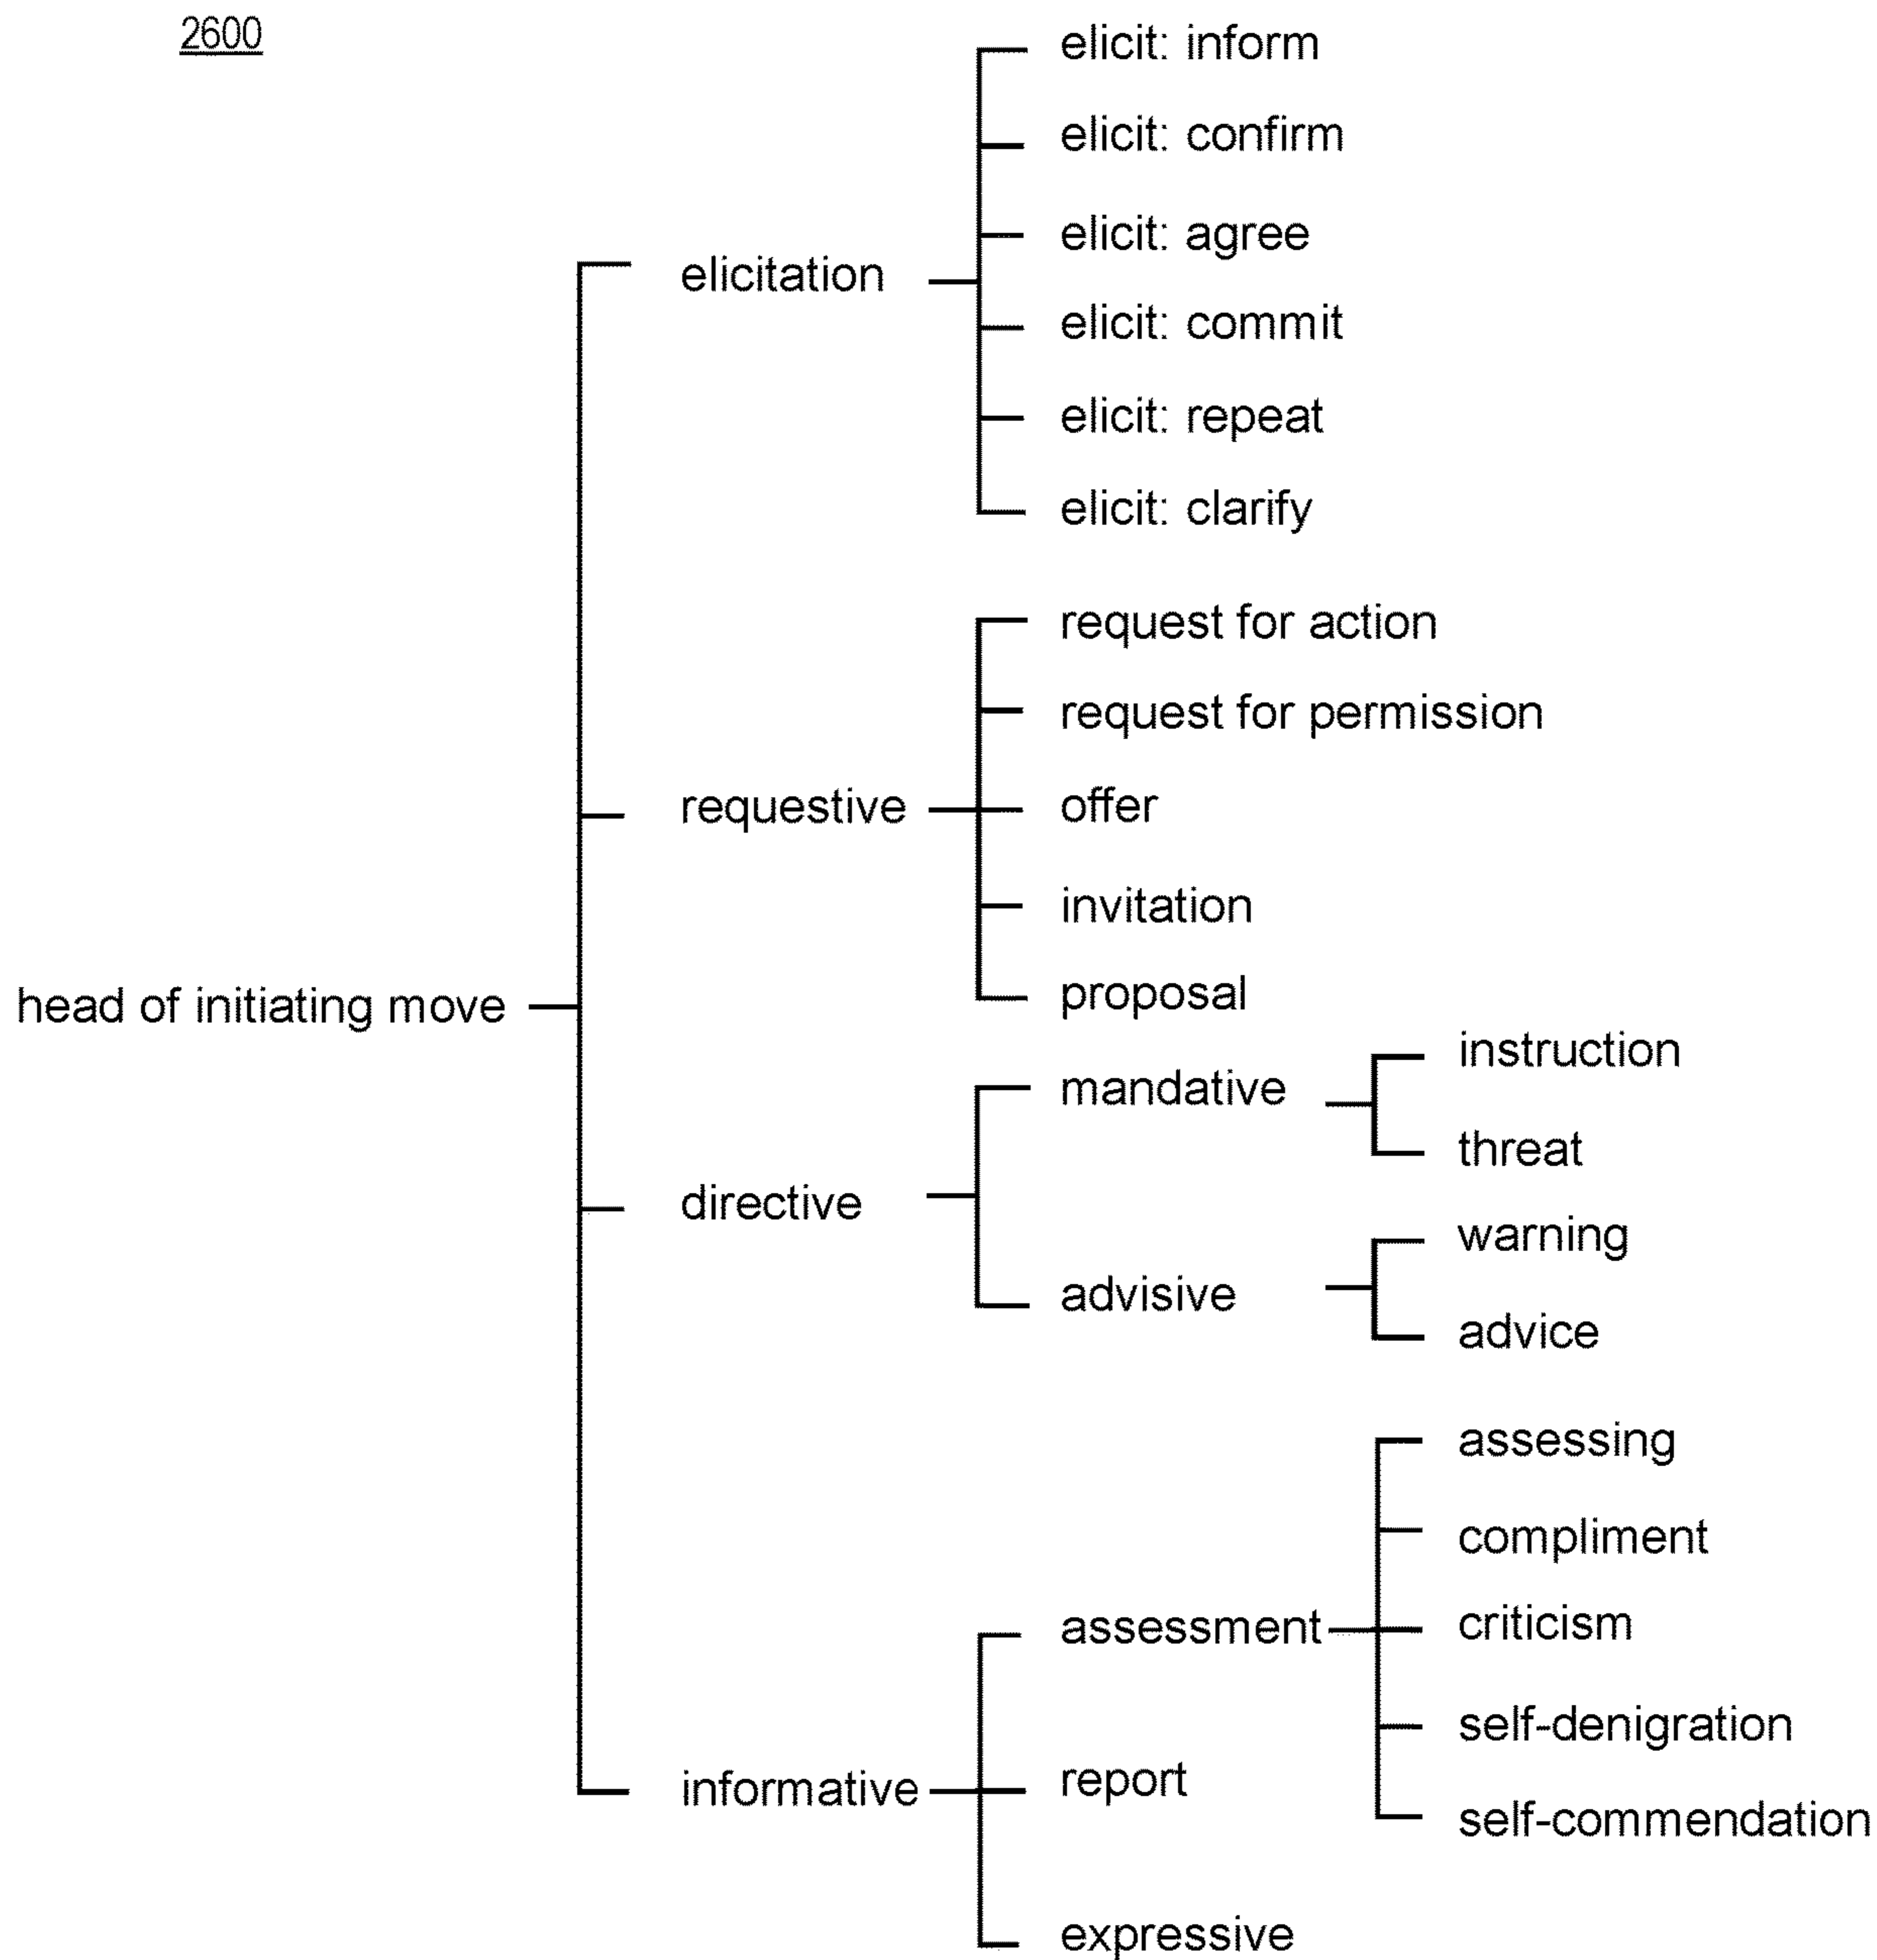 2600
elicit: inform
elicit: confirm
elicit: agree
elicitation
elicit: commit
elicit: repeat
elicit: clarify
request for action
request for permission
requestive
offer
invitation
proposal
head of initiating move
instruction
mandative
threat
directive
warning
advisive
advice
assessing
compliment
assessment
criticism
self-denigration
report
informative
self-commendation
expressive